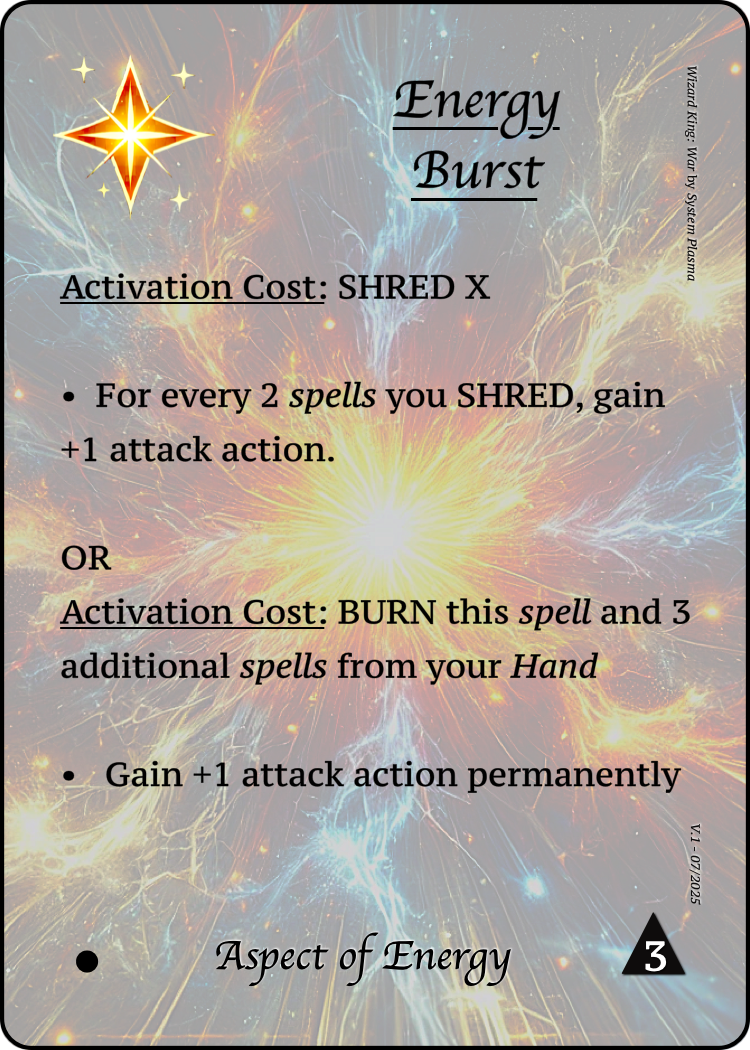 Energy
Burst
Wizard King: War by System Plasma
Activation Cost: SHRED X
• For every 2 spells you SHRED, gain
+1 attack action.
OR
Activation Cost: BURN this spell and 3
additional spells from your Hand
• Gain +1 attack action permanently
V.1 - 07/2025
Aspect of Energy
3